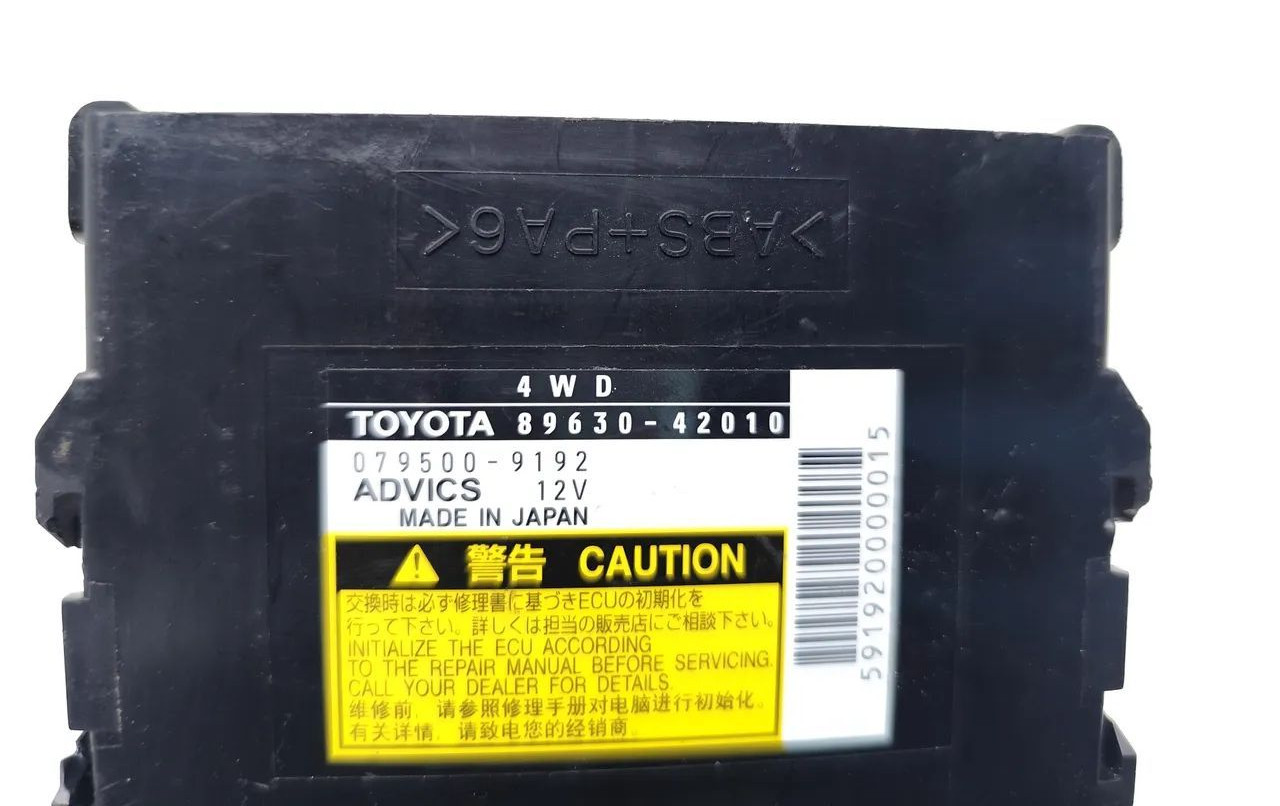 >ABS+PA6<
4WD
TOYOTA 89630-42010
079500-9192
ADVICS 12V
MADE IN JAPAN
警告 CAUTION
交換時は必ず修理書に基づきECUの初期化を
行って下さい。詳しくは担当の販売店にご相談下さい。
INITIALIZE THE ECU ACCORDING
TO THE REPAIR MANUAL BEFORE SERVICING.
CALL YOUR DEALER FOR DETAILS.
维修前，请参照修理手册对电脑进行初始化。
有关详情，请致电您的经销商。
591920000015